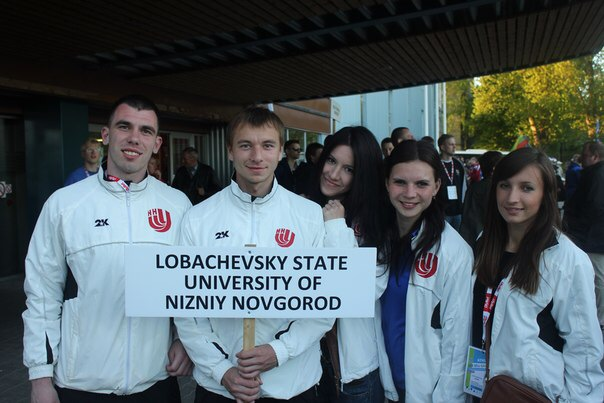 2K
2K
LOBACHEVSKY STATE
UNIVERSITY OF
NIZNIY NOVGOROD